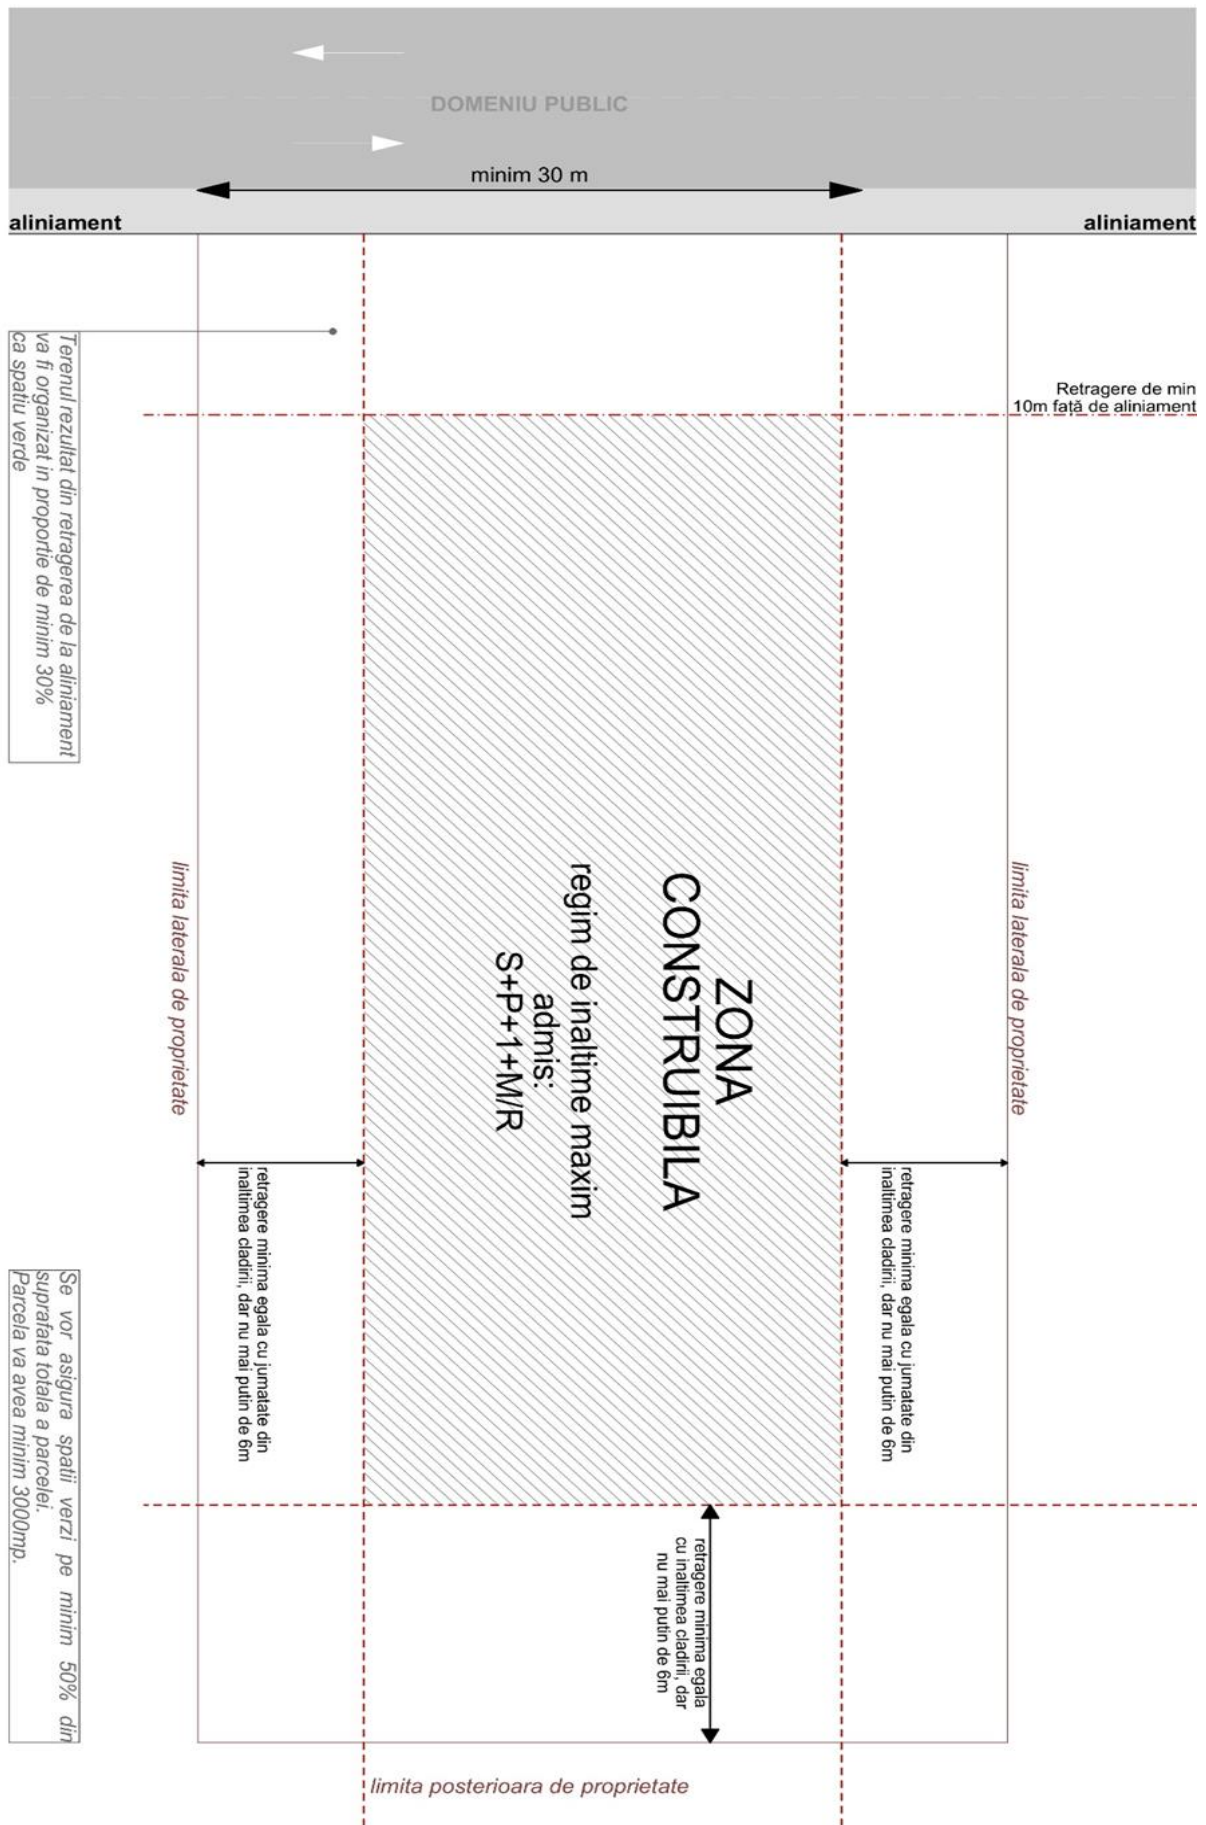 DOMENIU PUBLIC
minim 30 m
aliniament
aliniament
Retragere de min
10m față de aliniament
Terenul rezultat din retragerea de la aliniament
va fi organizat in proportie de minim 30%
ca spatiu verde
limita laterala de proprietate
limita laterala de proprietate
ZONA
CONSTRUIBILA
regim de inaltime maxim
admis:
S+P+1+M/R
retragere minima egala cu jumatate din
inaltimea cladirii, dar nu mai putin de 6m
retragere minima egala cu jumatate din
inaltimea cladirii, dar nu mai putin de 6m
Se vor asigura spatii verzi pe minim 50% din
suprafata totala a parcelei.
Parcela va avea minim 3000mp.
retragere minima egala
cu inaltimea cladirii, dar
nu mai putin de 6m
limita posterioara de proprietate